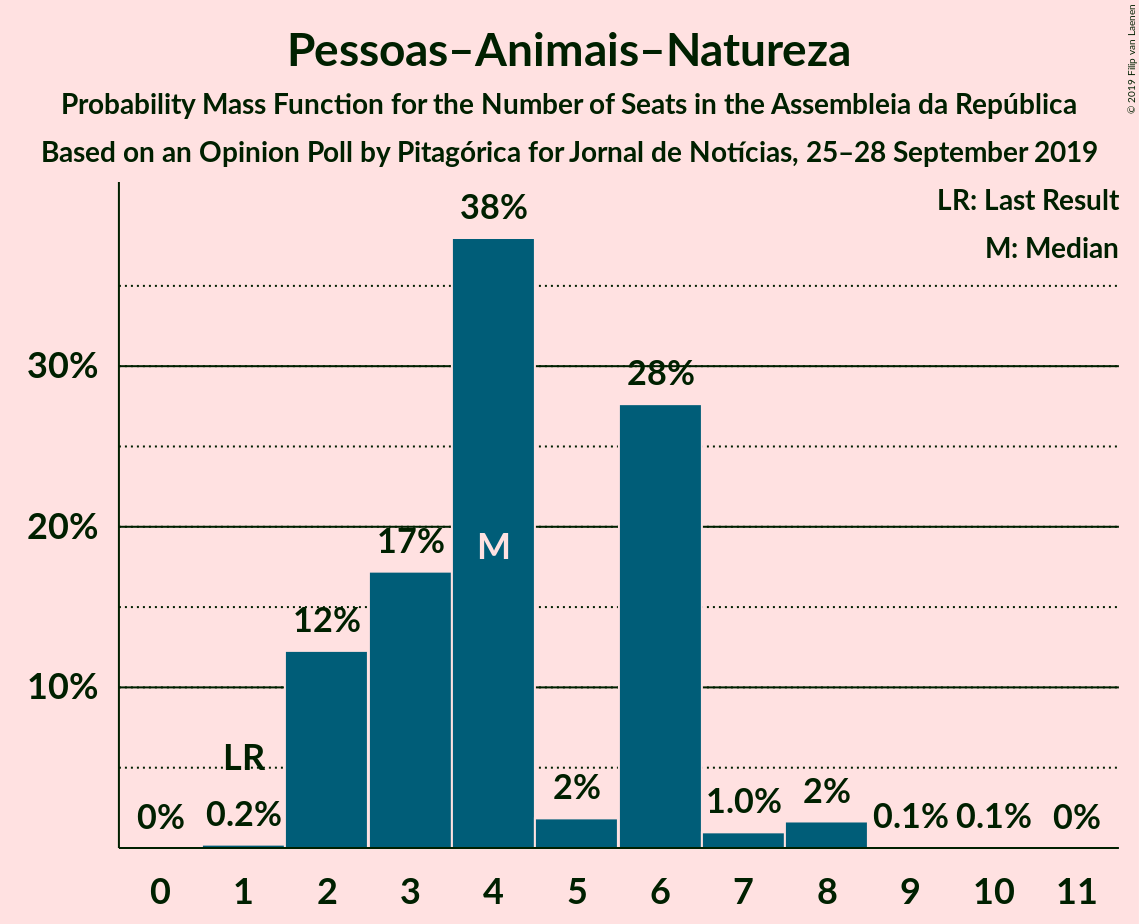 Pessoas–Animais–Natureza
Probability Mass Function for the Number of Seats in the Assembleia da República
Based on an Opinion Poll by Pitagórica for Jornal de Notícias, 25–28 September 2019
© 2019 Filip van Laenen
LR: Last Result
M: Median
38%
30%
28%
20%
17%
M
12%
10%
LR
0%
0.2%
2%
1.0%
2%
0.1%
0.1%
0%
0 1 2 3 4 5 6 7 8 9 10 11